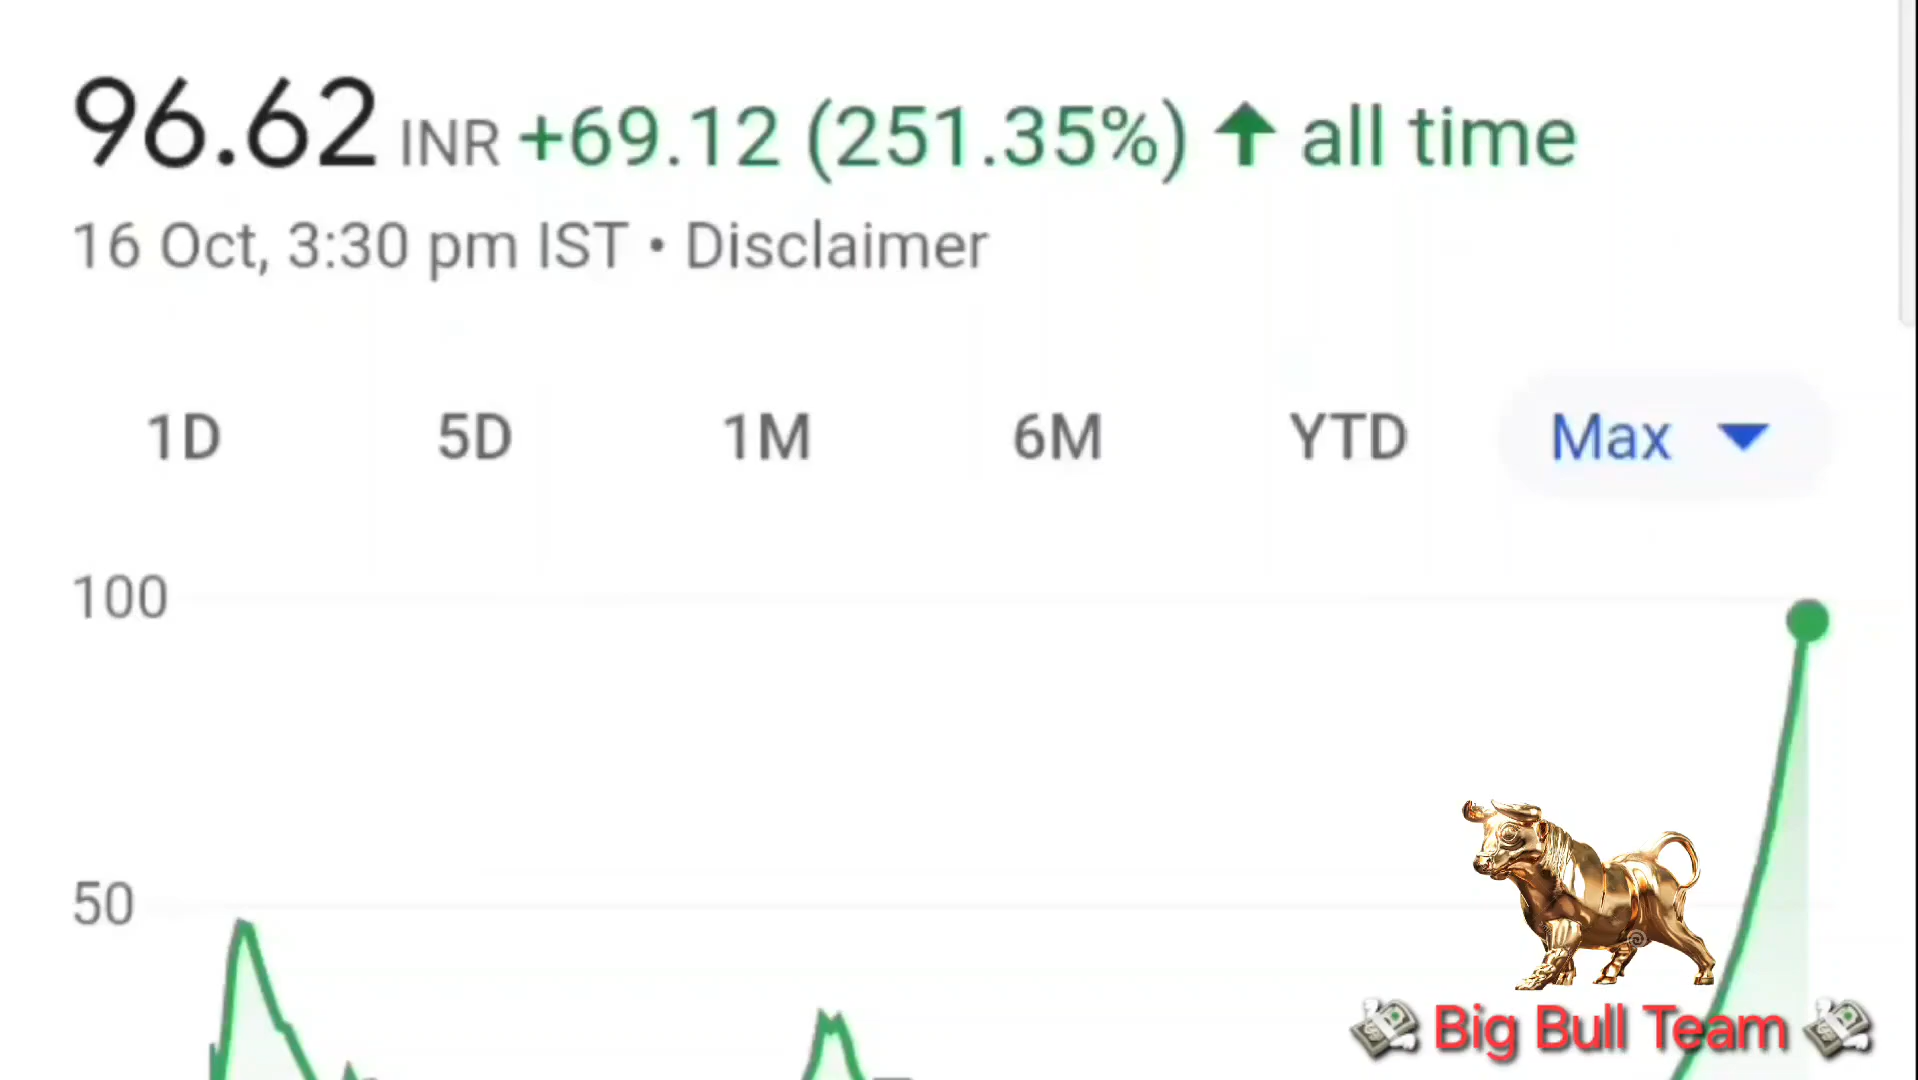 96.62 INR +69.12 (251.35%) ↑ all time
16 Oct, 3:30 pm IST • Disclaimer
1D 5D 1M 6M YTD Max
100
50
Big Bull Team